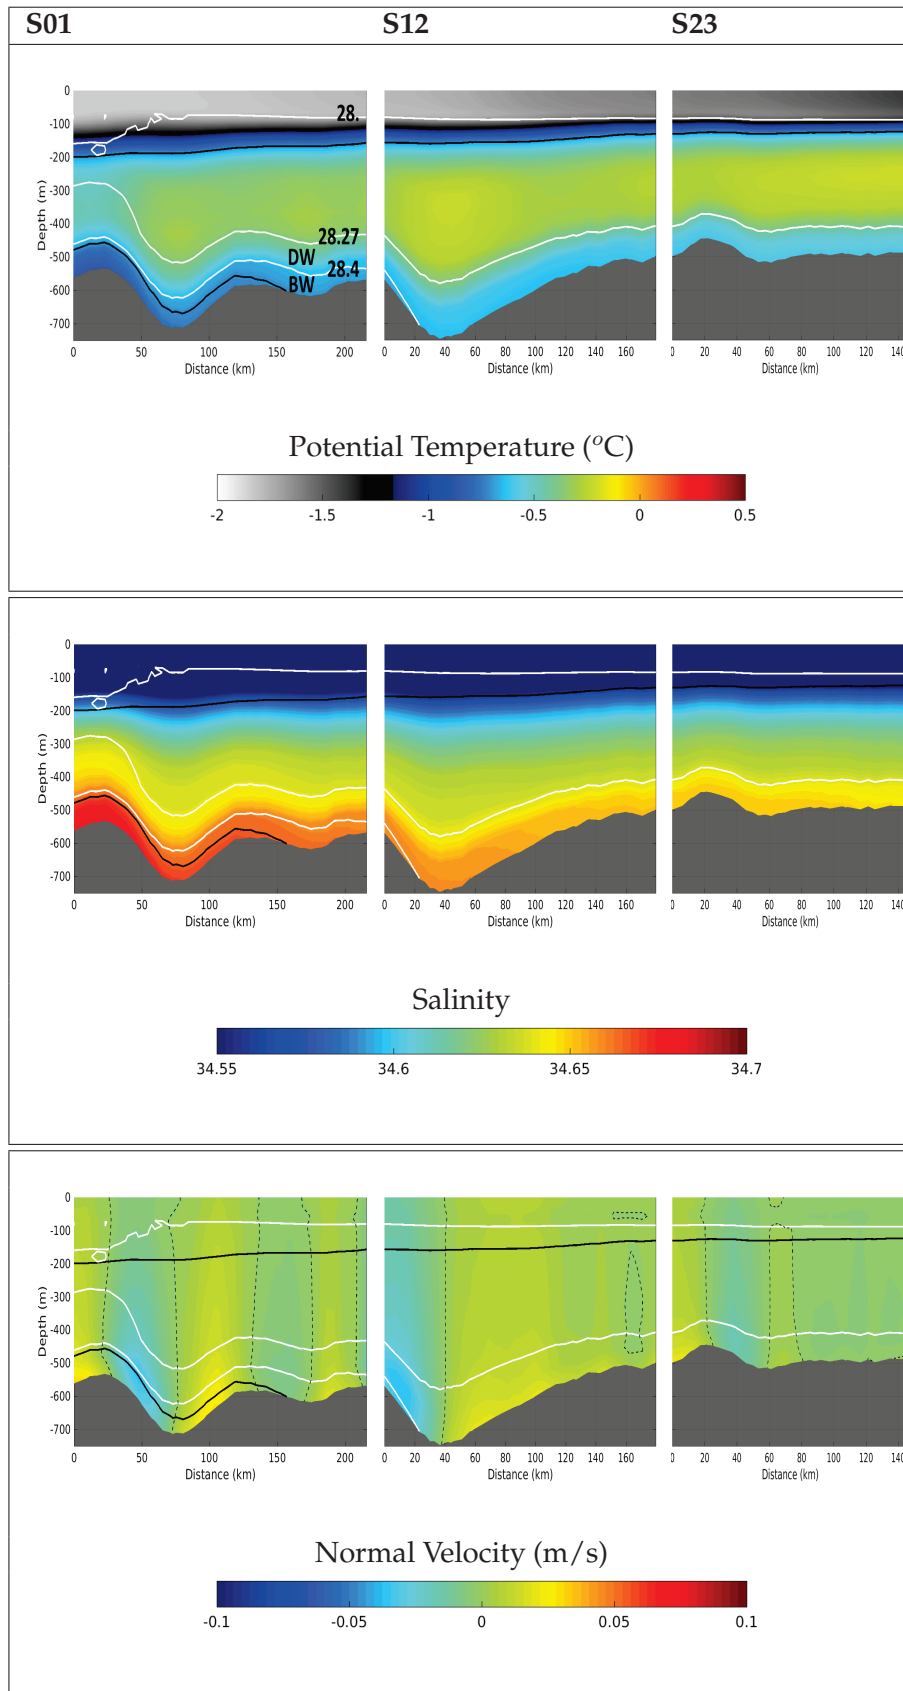 S01 S12 S23
0 -100 -200 -300 -400 -500 -600 -700
Depth (m)
28.
28.27
DW
28.4
BW
0 50 100 150 200
0 20 40 60 80 100 120 140 160
0 20 40 60 80 100 120 140
Distance (km) Distance (km) Distance (km)
Potential Temperature (°C)
-2 -1.5 -1 -0.5 0 0.5
0 -100 -200 -300 -400 -500 -600 -700
Depth (m)
0 50 100 150 200
0 20 40 60 80 100 120 140 160
0 20 40 60 80 100 120 140
Distance (km) Distance (km) Distance (km)
Salinity
34.55 34.6 34.65 34.7
0 -100 -200 -300 -400 -500 -600 -700
Depth (m)
0 50 100 150 200
0 20 40 60 80 100 120 140 160
0 20 40 60 80 100 120 140
Distance (km) Distance (km) Distance (km)
Normal Velocity (m/s)
-0.1 -0.05 0 0.05 0.1